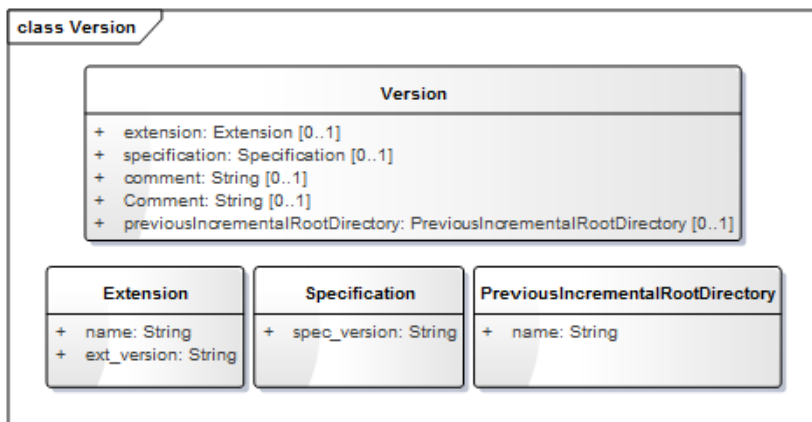 class Version
Version
+ extension: Extension [0..1]
+ specification: Specification [0..1]
+ comment: String [0..1]
+ Comment: String [0..1]
+ previousIncrementalRootDirectory: PreviousIncrementalRootDirectory [0..1]
Extension
+ name: String
+ ext_version: String
Specification
+ spec_version: String
PreviousIncrementalRootDirectory
+ name: String